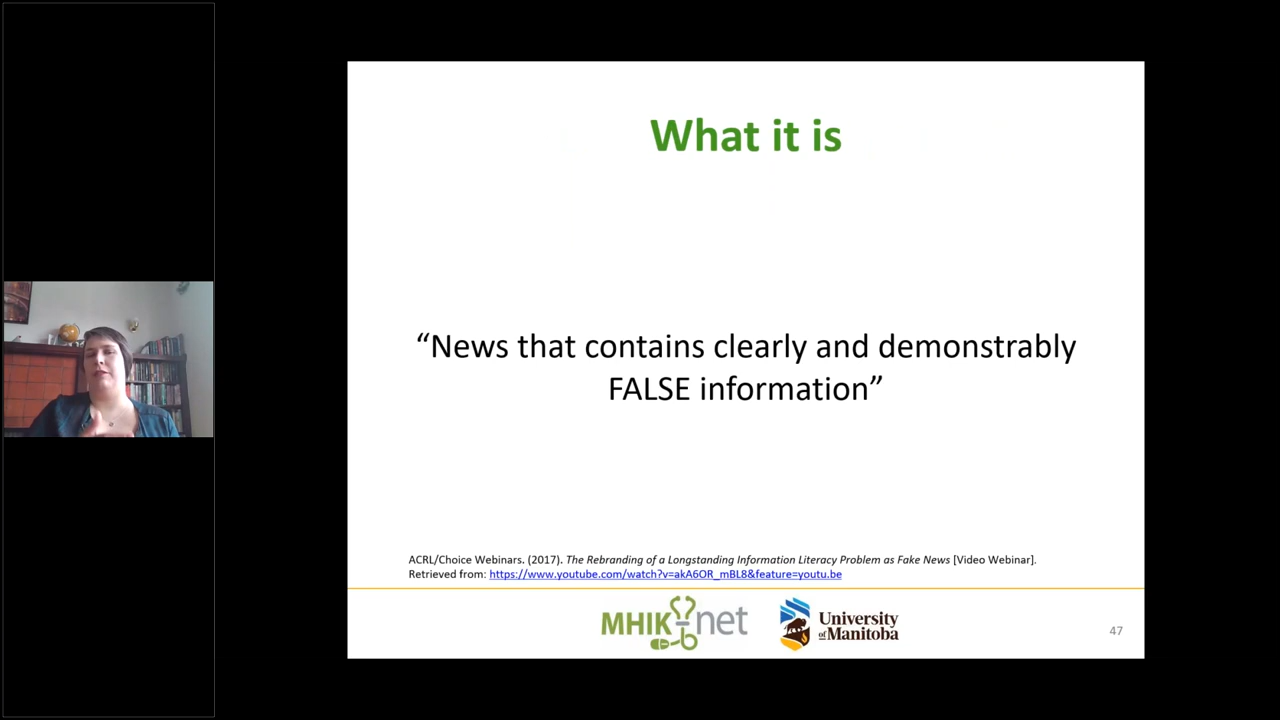 What it is
“News that contains clearly and demonstrably
FALSE information”
ACRL/Choice Webinars. (2017). The Rebranding of a Longstanding Information Literacy Problem as Fake News [Video Webinar].
Retrieved from: https://www.youtube.com/watch?v=akA6OR_mBL8&feature=youtu.be
MHIK-net
University
of Manitoba
47